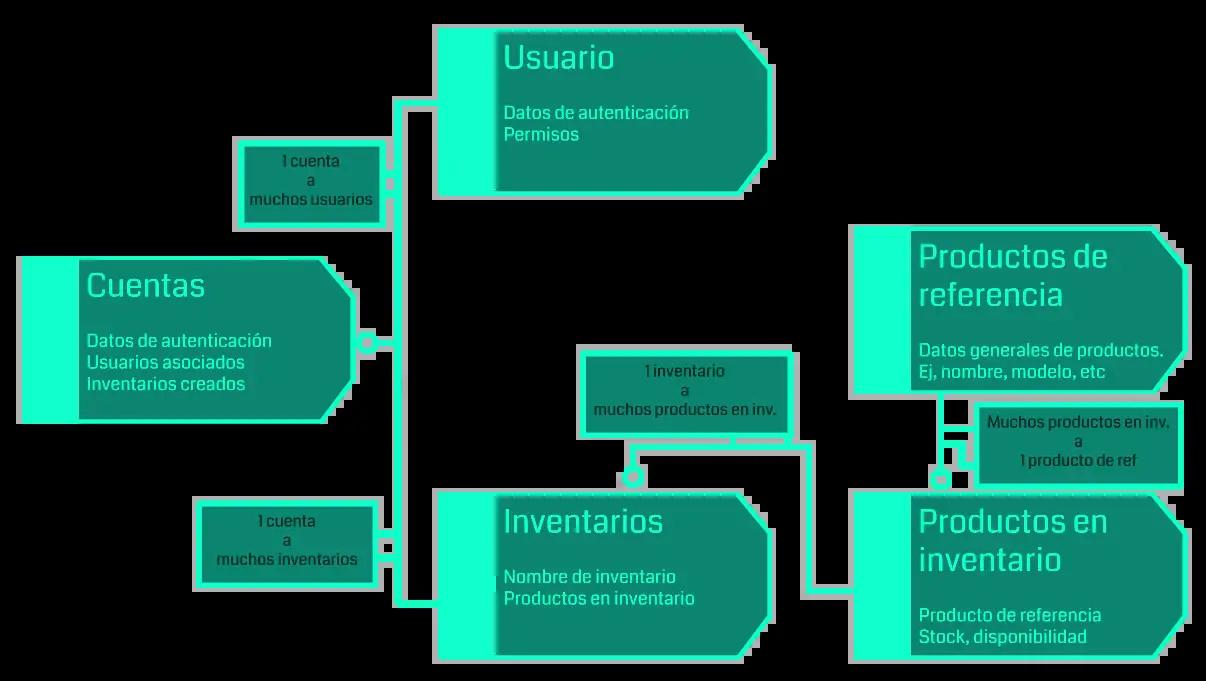 Usuario
Datos de autenticación
Permisos
1 cuenta
a
muchos usuarios
Cuentas
Datos de autenticación
Usuarios asociados
Inventarios creados
Productos de
referencia
Datos generales de productos.
Ej, nombre, modelo, etc
1 inventario
a
muchos productos en inv.
Muchos productos en inv.
a
1 producto de ref
1 cuenta
a
muchos inventarios
Inventarios
Nombre de inventario
Productos en inventario
Productos en
inventario
Producto de referencia
Stock, disponibilidad